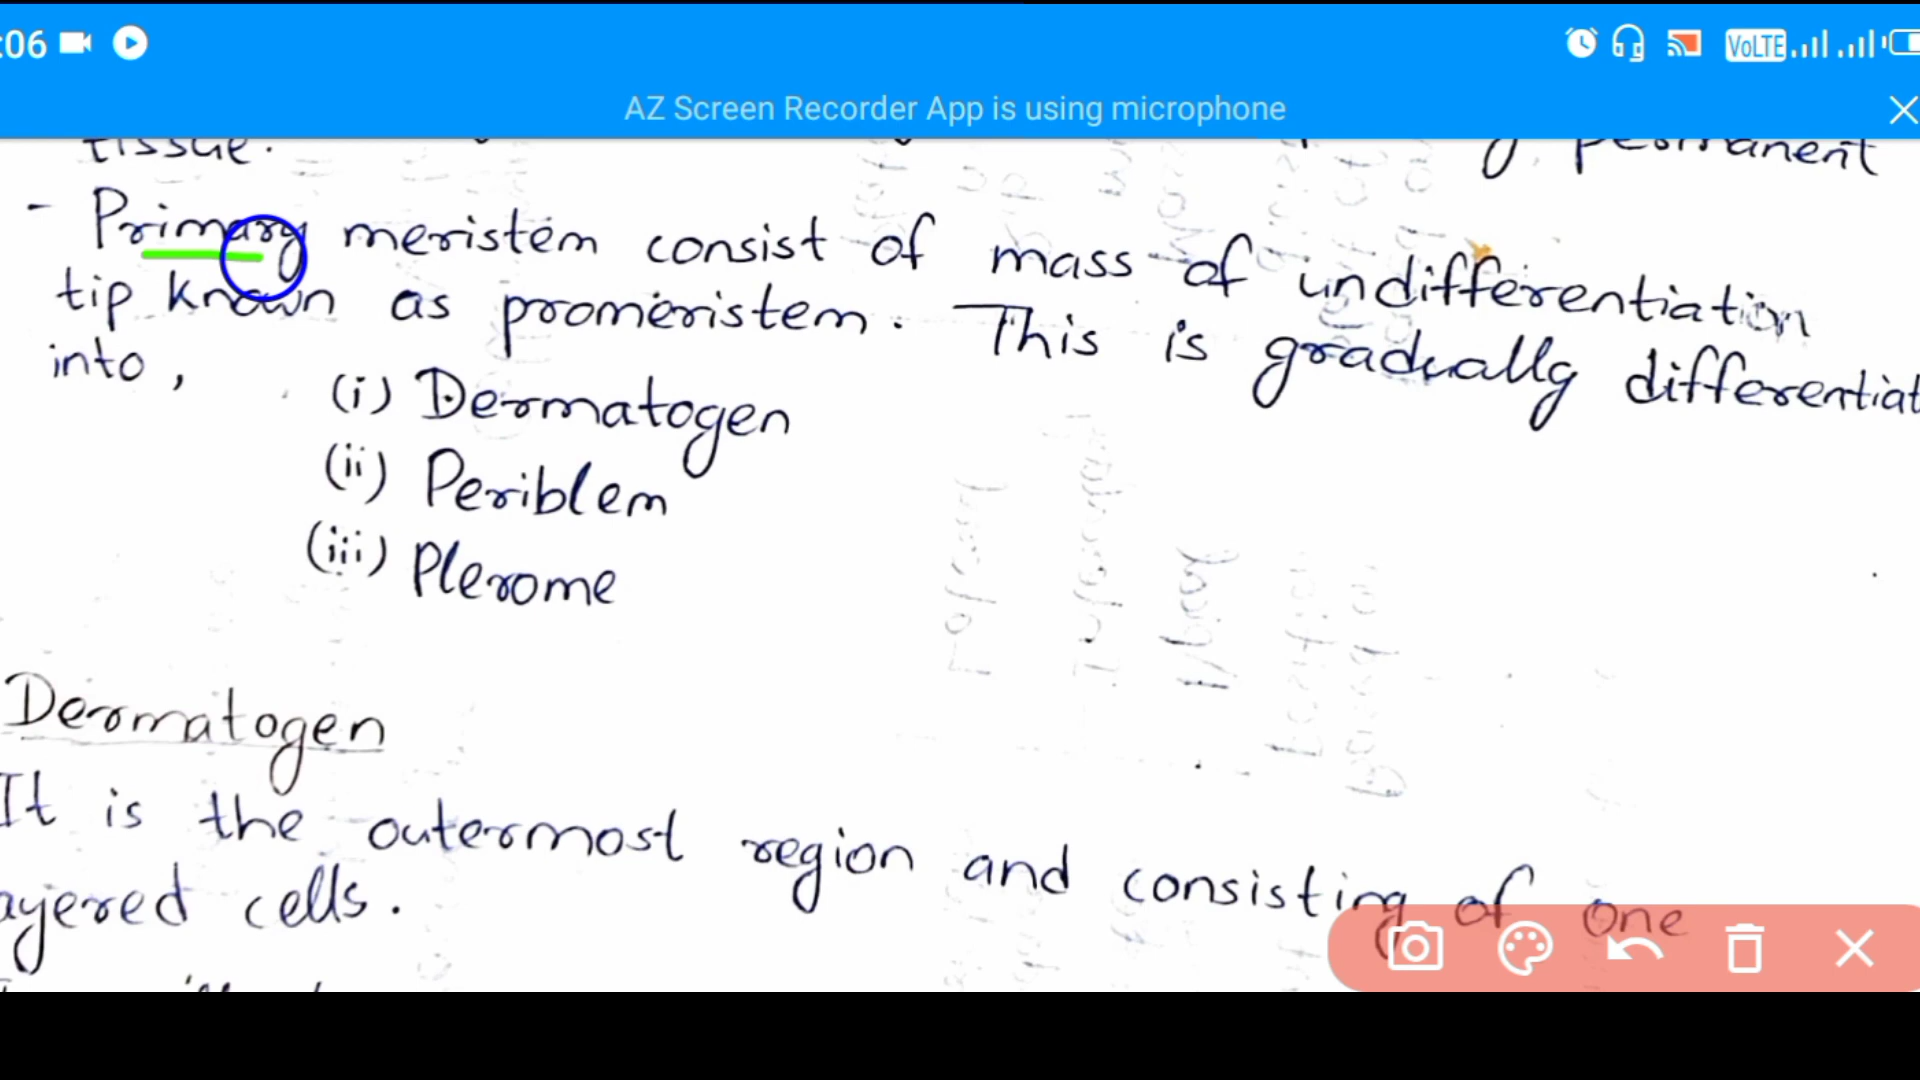 :06
VoLTE
AZ Screen Recorder App is using microphone
tissue. permanent
- Primary meristem consist of mass of undifferentiation
tip known as promeristem. This is gradually differentiat
into,
(i) Dermatogen
(ii) Periblem
(iii) Plerome
Dermatogen
It is the outermost region and consisting of one
ayered cells.